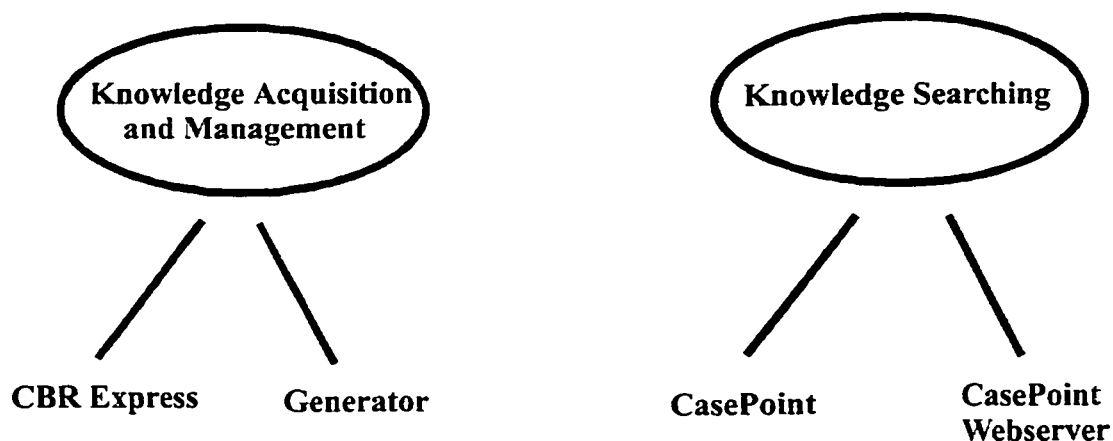 Knowledge Acquisition
and Management
Knowledge Searching
CBR Express
Generator
CasePoint
CasePoint
Webserver